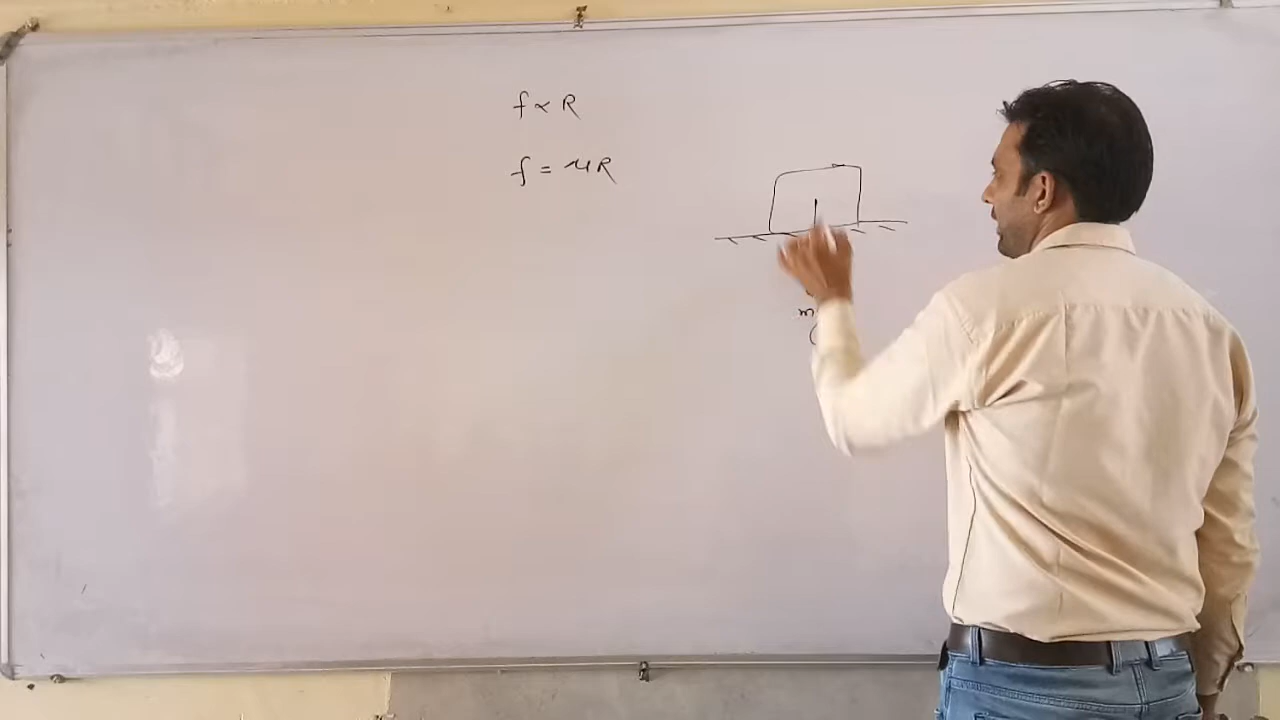 f ∝ R
f = μR
m